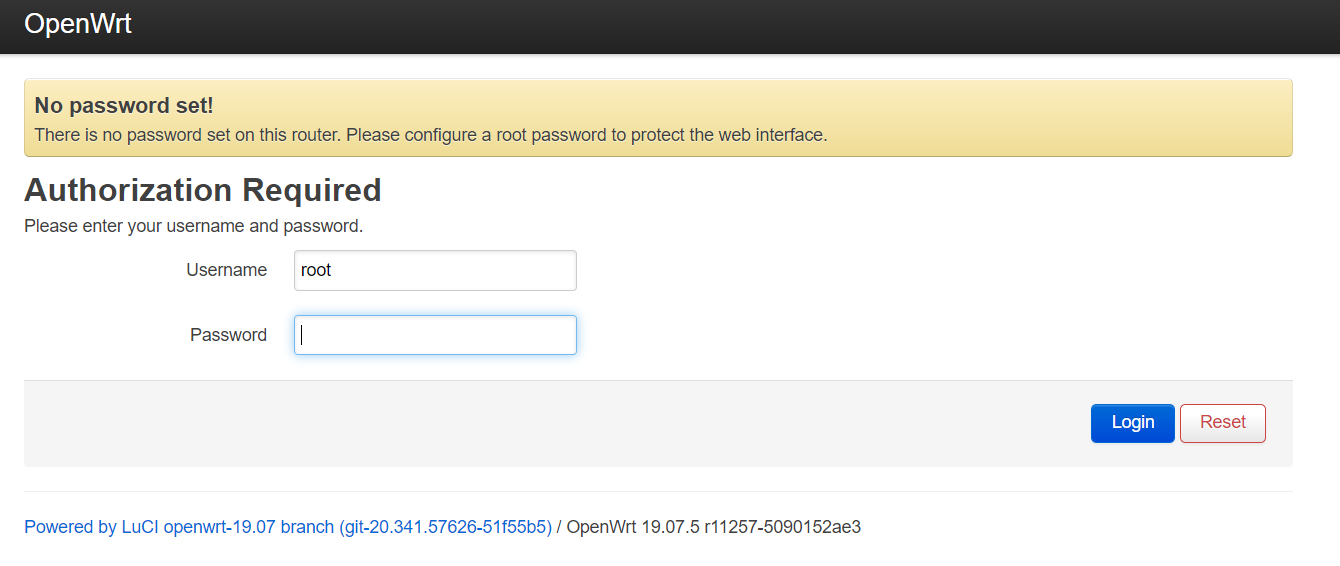 OpenWrt
No password set!
There is no password set on this router. Please configure a root password to protect the web interface.
Authorization Required
Please enter your username and password.
Username root
Password
Login Reset
Powered by LuCI openwrt-19.07 branch (git-20.341.57626-51f55b5) / OpenWrt 19.07.5 r11257-5090152ae3